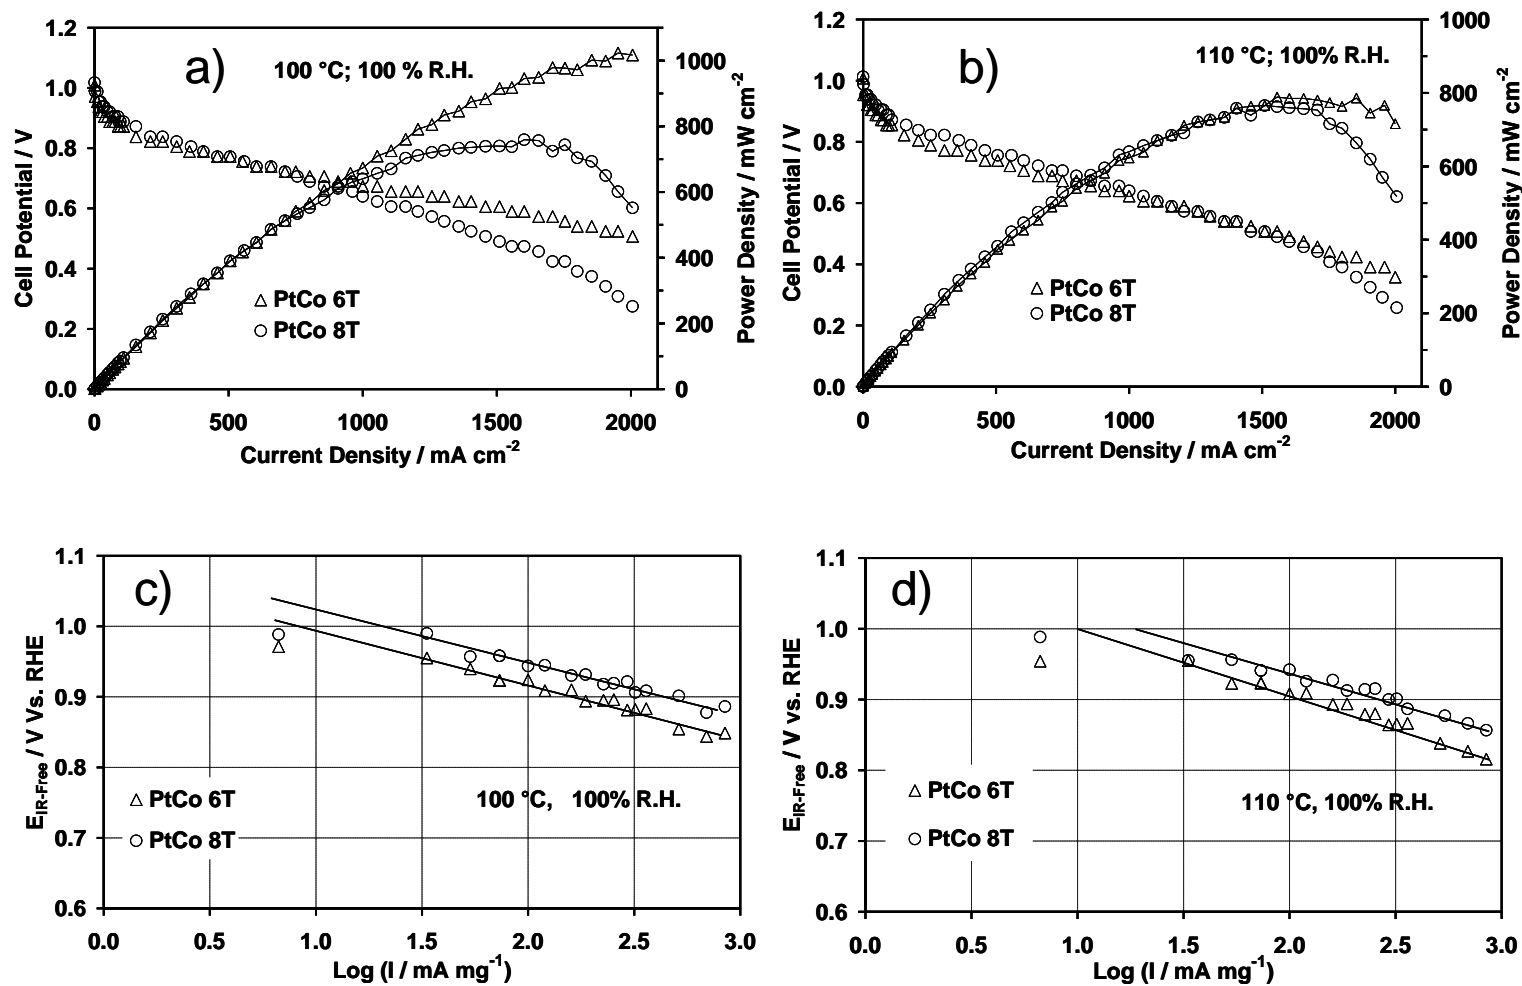 a)
100 °C; 100 % R.H.
1.2
1.0
0.8
0.6
0.4
0.2
0.0
Cell Potential / V
1000
800
600
400
200
0
Power Density / mW cm-2
PtCo 6T
PtCo 8T
0 500 1000 1500 2000
Current Density / mA cm-2
b)
110 °C; 100% R.H.
1.2
1.0
0.8
0.6
0.4
0.2
0.0
Cell Potential / V
1000
800
600
400
200
0
Power Density / mW cm-2
PtCo 6T
PtCo 8T
0 500 1000 1500 2000
Current Density / mA cm-2
c)
1.1
1.0
0.9
0.8
0.7
0.6
EIR-Free / V Vs. RHE
PtCo 6T
PtCo 8T
100 °C, 100% R.H.
0.0 0.5 1.0 1.5 2.0 2.5 3.0
Log (I / mA mg-1)
d)
1.1
1.0
0.9
0.8
0.7
0.6
EIR-Free / V vs. RHE
PtCo 6T
PtCo 8T
110 °C, 100% R.H.
0.0 0.5 1.0 1.5 2.0 2.5 3.0
Log (I / mA mg-1)